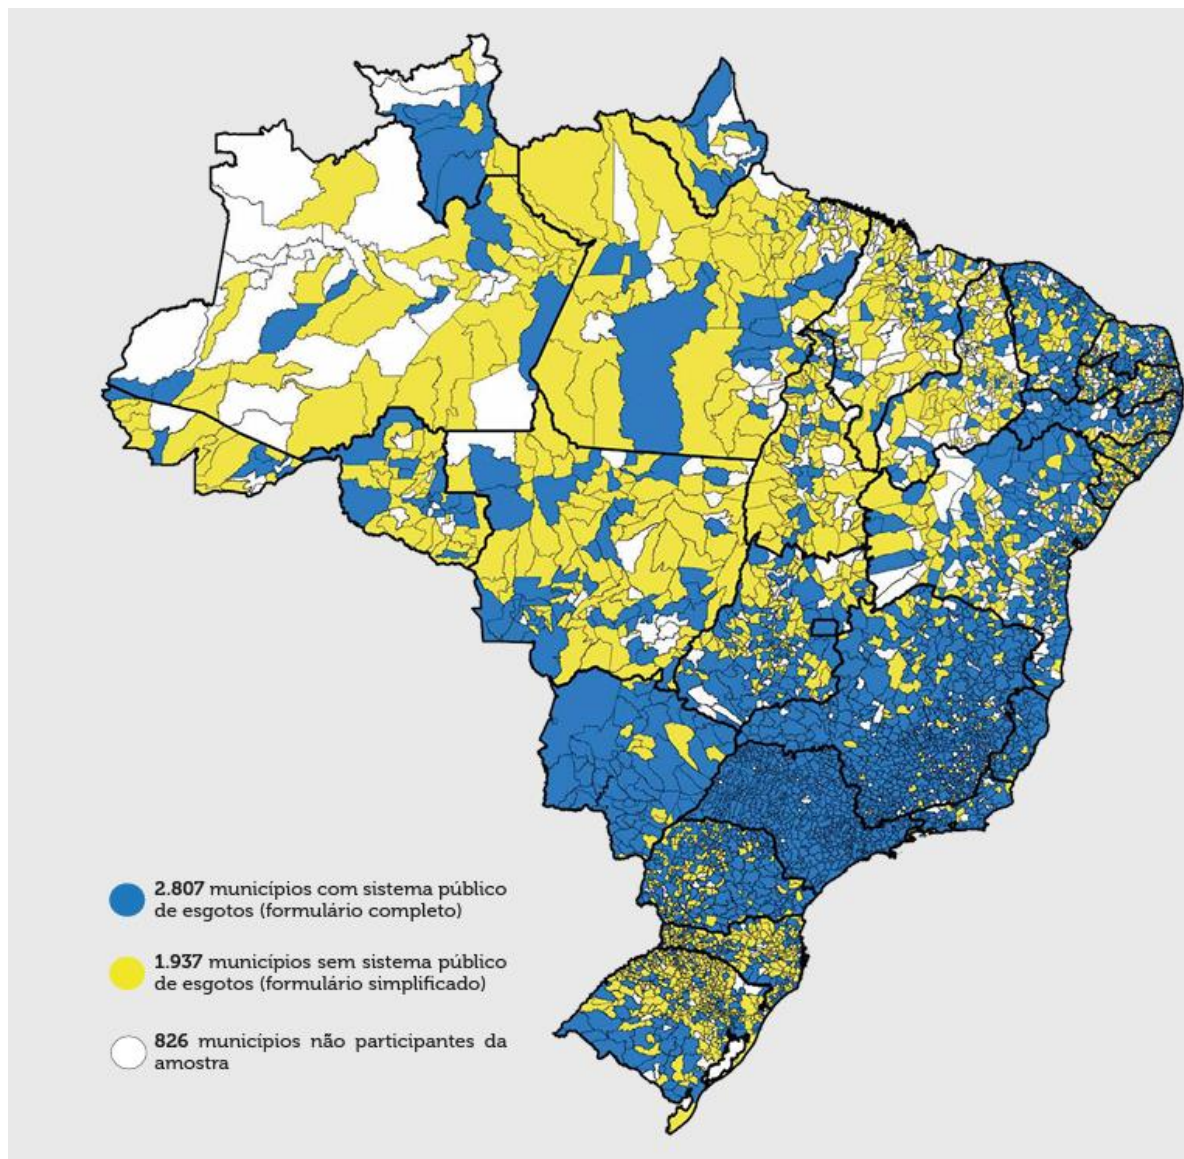 2.807 municípios com sistema público
de esgotos (formulário completo)
1.937 municípios sem sistema público
de esgotos (formulário simplificado)
826 municípios não participantes da
amostra